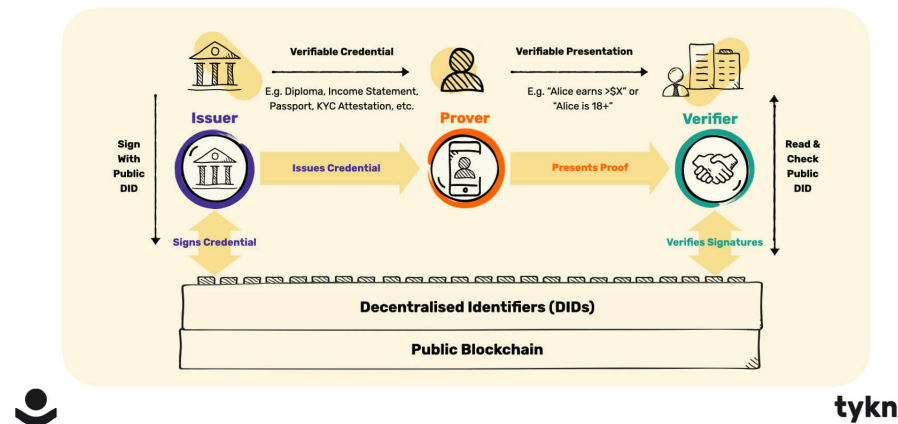 Verifiable Credential
E.g. Diploma, Income Statement,
Passport, KYC Attestation, etc.
Verifiable Presentation
E.g. “Alice earns >$X” or
“Alice is 18+”
Issuer
Prover
Verifier
Sign
With
Public
DID
Issues Credential
Presents Proof
Read &
Check
Public
DID
Signs Credential
Verifies Signatures
Decentralised Identifiers (DIDs)
Public Blockchain
tykn